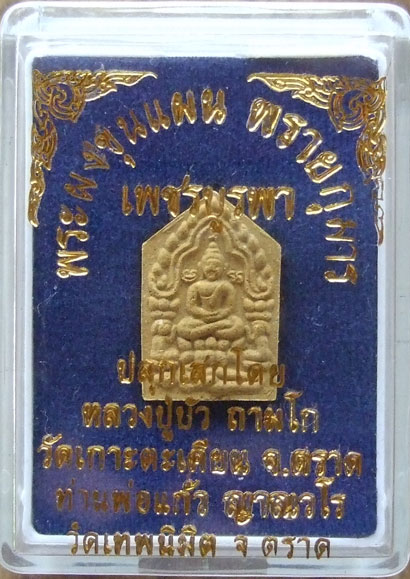 พระผงขุนแผน พรายกุมาร
เพชรบูรพา
ปลุกเสกโดย
หลวงปู่บัว ถามโก
วัดเกาะตะเคียน จ.ตราด
ท่านพ่อแก้ว ญาณวโร
วัดเทพนิมิต จ ตราด